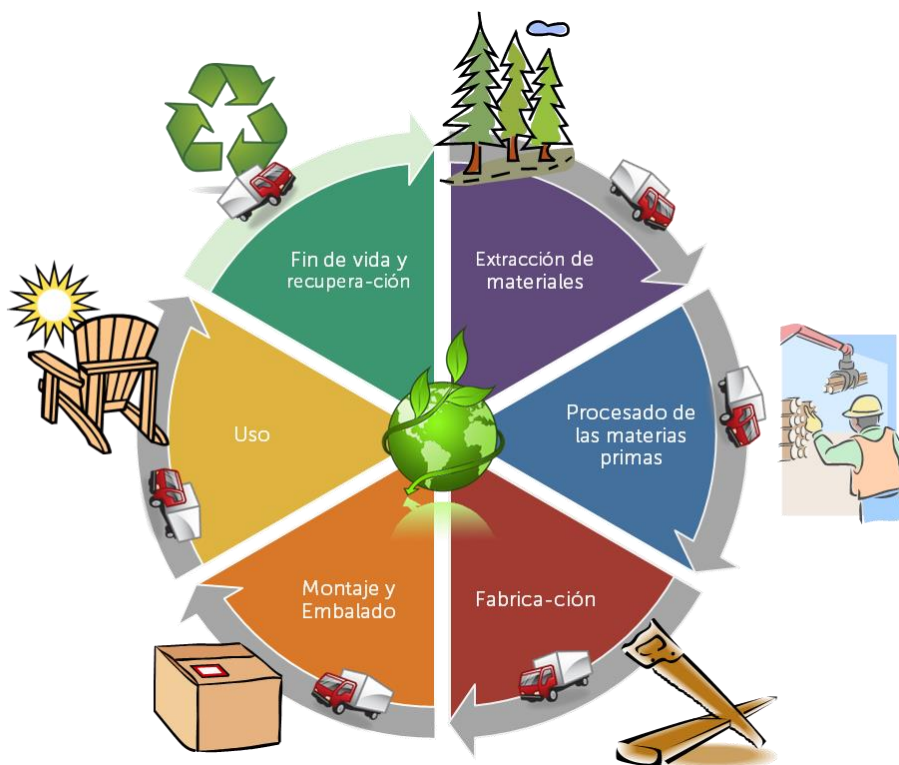 Extracción de
materiales
Procesado de
las materias
primas
Fabrica-ción
Montaje y
Embalado
Uso
Fin de vida y
recupera-ción